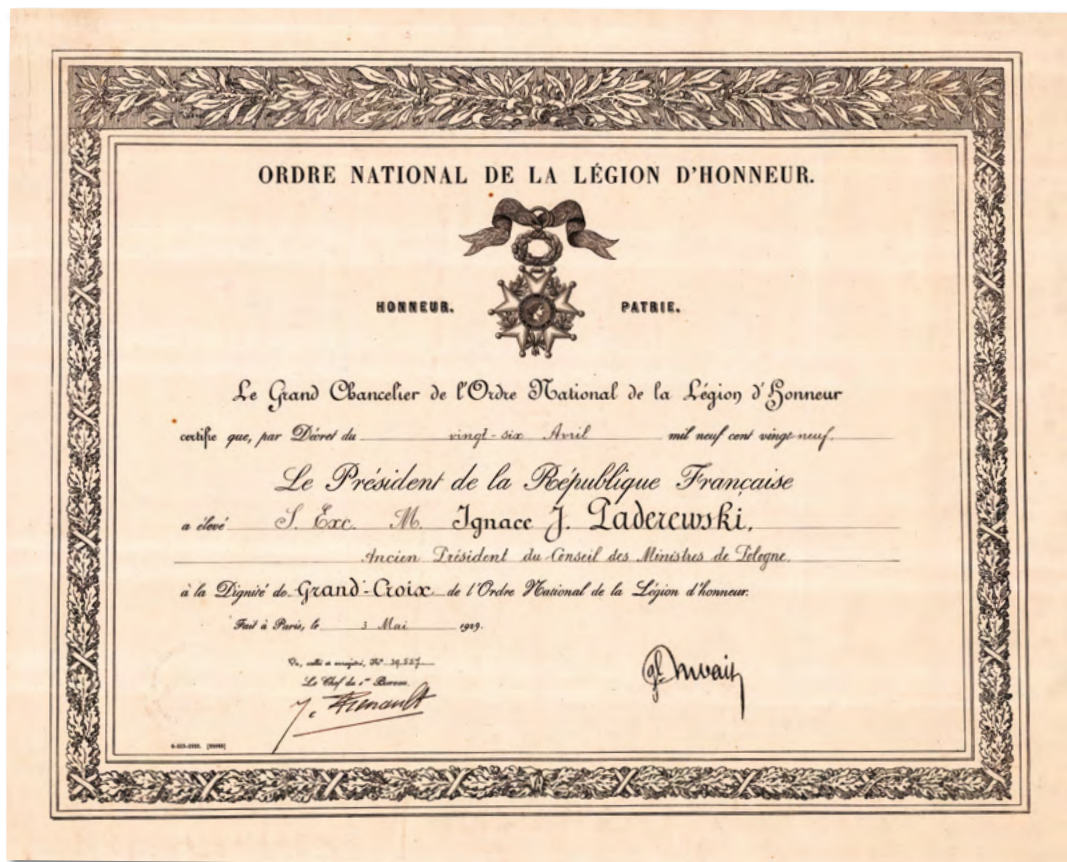 ORDRE NATIONAL DE LA LÉGION D'HONNEUR.
HONNEUR. PATRIE.
Le Grand Chancelier de l'Ordre National de la Légion d'Honneur
certifie que, par Décret du vingt-six Avril mil neuf cent vingt-neuf.
Le Président de la République Française
a élevé S. Exc. M. Ignace J. Paderewski,
Ancien Président du Conseil des Ministres de Pologne.
à la Dignité de Grand-Croix de l'Ordre National de la Légion d'honneur.
Fait à Paris, le 3 Mai 1929.
Vu, scellé et enregistré, No
Le Chef du 1er Bureau.
J. Renault